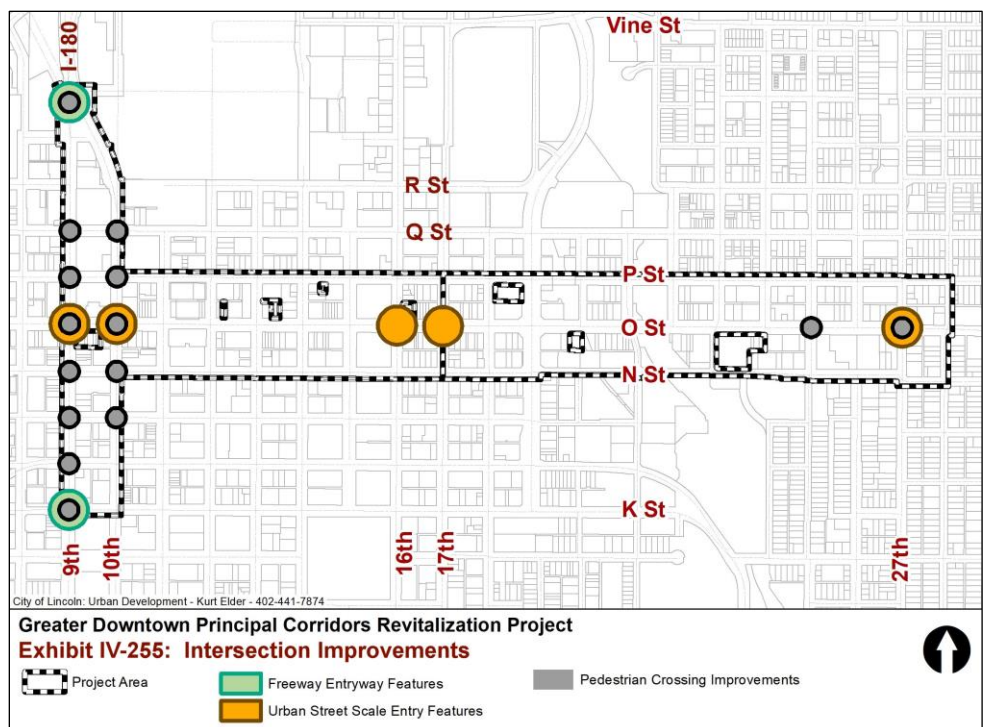 Vine St
I-180
R St
Q St
P St
O St
N St
K St
9th
10th
16th
17th
27th
City of Lincoln: Urban Development - Kurt Elder - 402-441-7874
Greater Downtown Principal Corridors Revitalization Project
Exhibit IV-255: Intersection Improvements
Project Area
Freeway Entryway Features
Pedestrian Crossing Improvements
Urban Street Scale Entry Features